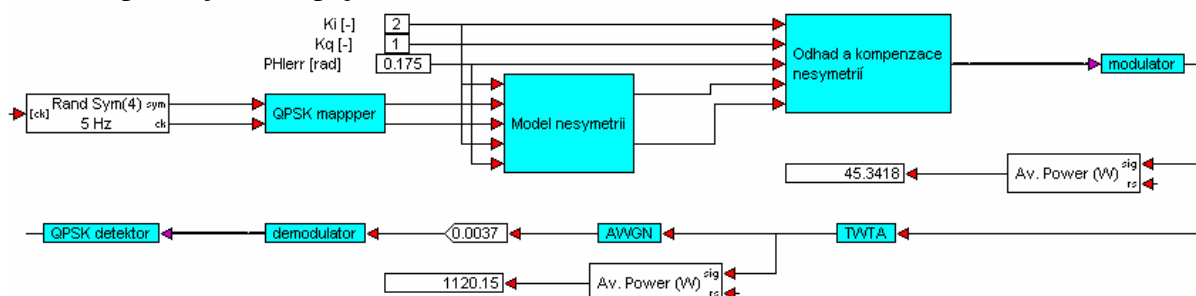 Ki [-] 2
Kq [-] 1
PHIerr [rad] 0.175
Odhad a kompenzace
nesymetrií
modulator
[ck] Rand Sym(4) sym
5 Hz ck
QPSK mappper
Model nesymetrii
45.3418
Av. Power (W) sig
rs
QPSK detektor
demodulator
0.0037
AWGN
TWTA
1120.15
Av. Power (W) sig
rs